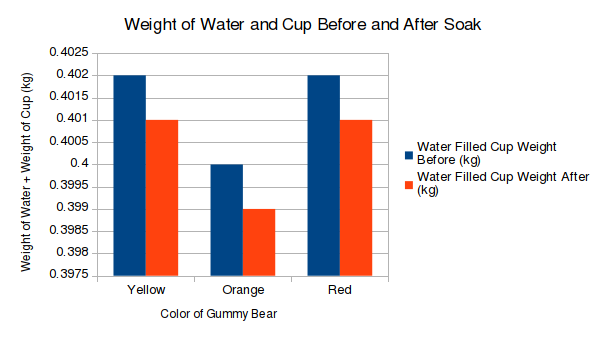 Weight of Water and Cup Before and After Soak
Weight of Water + Weight of Cup (kg)
0.4025
0.402
0.4015
0.401
0.4005
0.4
0.3995
0.399
0.3985
0.398
0.3975
Yellow Orange Red
Color of Gummy Bear
Water Filled Cup Weight
Before (kg)
Water Filled Cup Weight After
(kg)